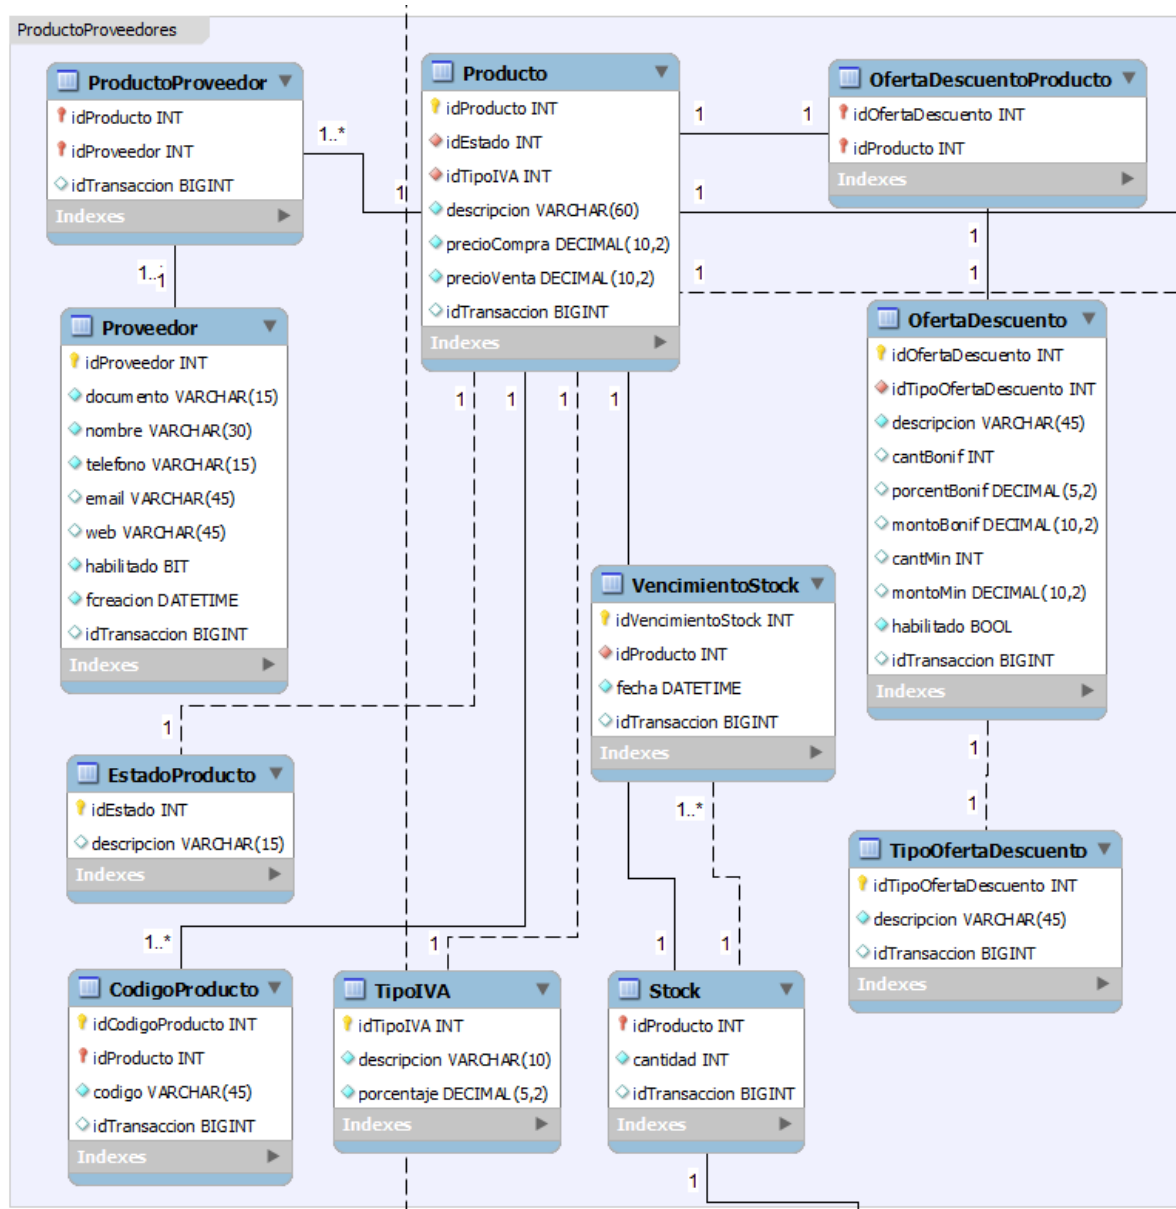 ProductoProveedores
ProductoProveedor
idProducto INT
idProveedor INT
idTransaccion BIGINT
Indexes
1..*
1
Producto
idProducto INT
idEstado INT
idTipoIVA INT
descripcion VARCHAR(60)
precioCompra DECIMAL(10,2)
precioVenta DECIMAL(10,2)
idTransaccion BIGINT
Indexes
1
1
1
1
OfertaDescuentoProducto
idOfertaDescuento INT
idProducto INT
Indexes
1
1
1..
1
Proveedor
idProveedor INT
documento VARCHAR(15)
nombre VARCHAR(30)
telefono VARCHAR(15)
email VARCHAR(45)
web VARCHAR(45)
habilitado BIT
fcreacion DATETIME
idTransaccion BIGINT
Indexes
1
1
1
1
OfertaDescuento
idOfertaDescuento INT
idTipoOfertaDescuento INT
descripcion VARCHAR(45)
cantBonif INT
porcentBonif DECIMAL(5,2)
montoBonif DECIMAL(10,2)
cantMin INT
montoMin DECIMAL(10,2)
habilitado BOOL
idTransaccion BIGINT
Indexes
VencimientoStock
idVencimientoStock INT
idProducto INT
fecha DATETIME
idTransaccion BIGINT
Indexes
1
EstadoProducto
idEstado INT
descripcion VARCHAR(15)
Indexes
1..*
1
1
TipoOfertaDescuento
idTipoOfertaDescuento INT
descripcion VARCHAR(45)
idTransaccion BIGINT
Indexes
1..*
1
1
1
CodigoProducto
idCodigoProducto INT
idProducto INT
codigo VARCHAR(45)
idTransaccion BIGINT
Indexes
TipoIVA
idTipoIVA INT
descripcion VARCHAR(10)
porcentaje DECIMAL(5,2)
Indexes
Stock
idProducto INT
cantidad INT
idTransaccion BIGINT
Indexes
1